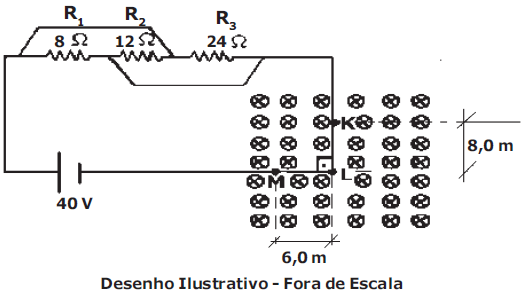 R₁ R₂ R₃
8 Ω 12 Ω 24 Ω
K
8,0 m
M L
40 V
6,0 m
Desenho Ilustrativo - Fora de Escala